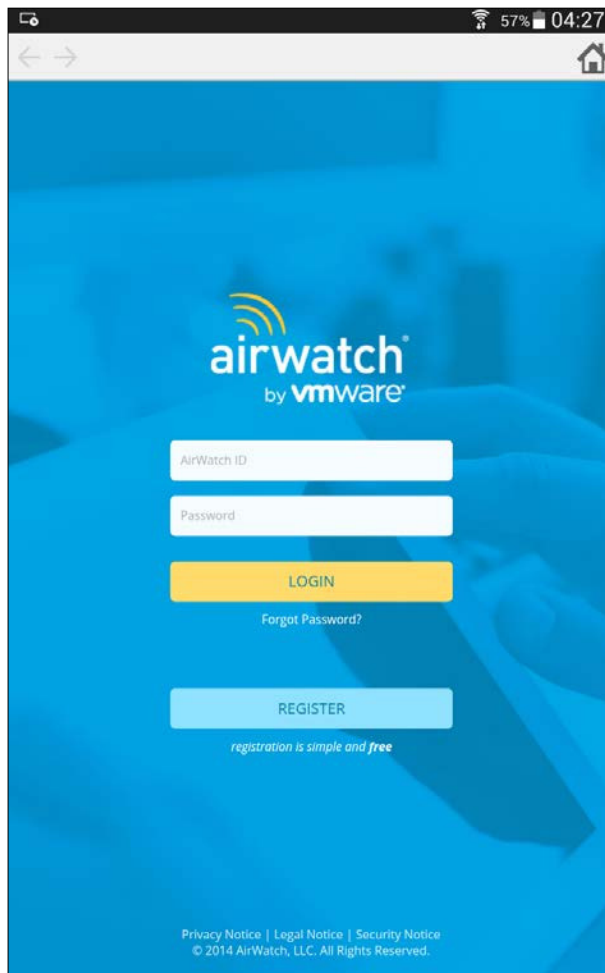 57% 04:27
airwatch®
by vmware®
AirWatch ID
Password
LOGIN
Forgot Password?
REGISTER
registration is simple and free
Privacy Notice | Legal Notice | Security Notice
© 2014 AirWatch, LLC. All Rights Reserved.